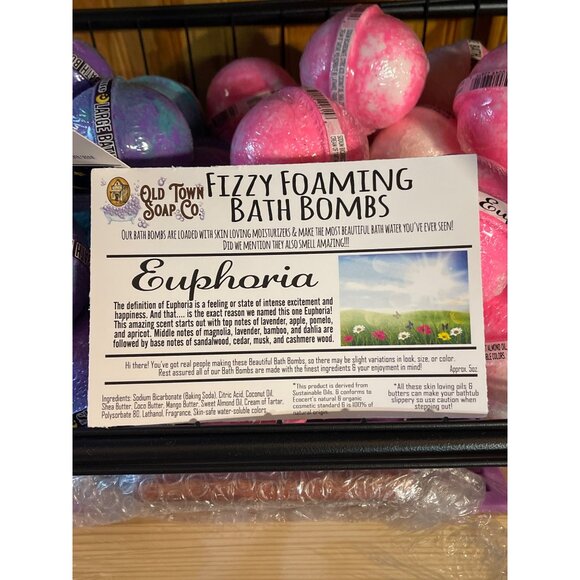 LARGE BAT
Old Town
Soap Co.
Fizzy Foaming
Bath Bombs
Our bath bombs are loaded with skin loving moisturizers & make the most beautiful bath water you've ever seen!
Did we mention they also smell amazing!!!
Euphoria
The definition of Euphoria is a feeling or state of intense excitement and
happiness. And that.... is the exact reason we named this one Euphoria!
This amazing scent starts out with top notes of lavender, apple, pomelo,
and apricot. Middle notes of magnolia, lavender, bamboo, and dahlia are
followed by base notes of sandalwood, cedar, musk, and cashmere wood.
Hi there! You've got real people making these Beautiful Bath Bombs, so there may be slight variations in look, size, or color.
Rest assured all of our Bath Bombs are made with the finest ingredients & your enjoyment in mind!
Approx. 5oz.
Ingredients: Sodium Bicarbonate (Baking Soda), Citric Acid, Coconut Oil,
Shea Butter, Coco Butter, Mango Butter, Sweet Almond Oil, Cream of Tartar,
Polysorbate 80, Lathanol, Fragrance, Skin-safe water-soluble colors
*This product is derived from
Sustainable Oils, & conforms to
Ecocert's natural & organic
cosmetic standard & is 100% of
natural origin.
*All these skin loving oils &
butters can make your bathtub
slippery so use caution when
stepping out!
Euphoria